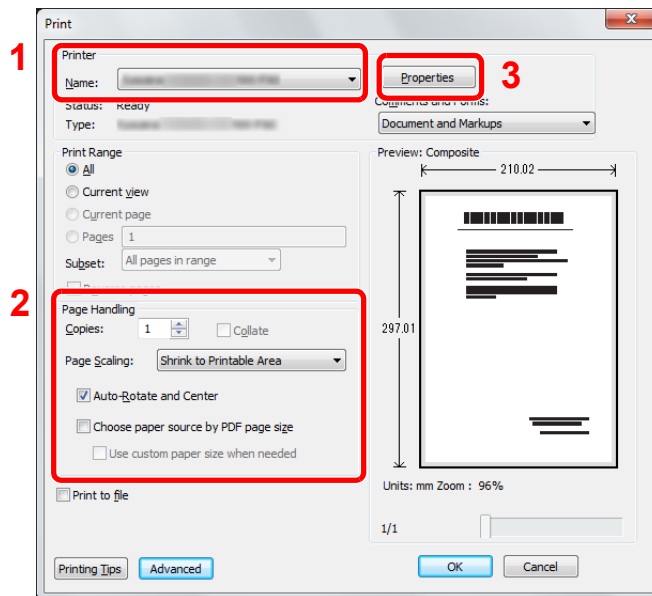 Print
1
Printer
Name:
Properties
3
Status: Ready
Comments and Forms:
Type:
Document and Markups
Print Range
All
Current view
Current page
Pages 1
Subset: All pages in range
Preview: Composite
210.02
297.01
2
Page Handling
Copies: 1 Collate
Page Scaling: Shrink to Printable Area
Auto-Rotate and Center
Choose paper source by PDF page size
Use custom paper size when needed
Print to file
Units: mm Zoom : 96%
1/1
Printing Tips Advanced OK Cancel